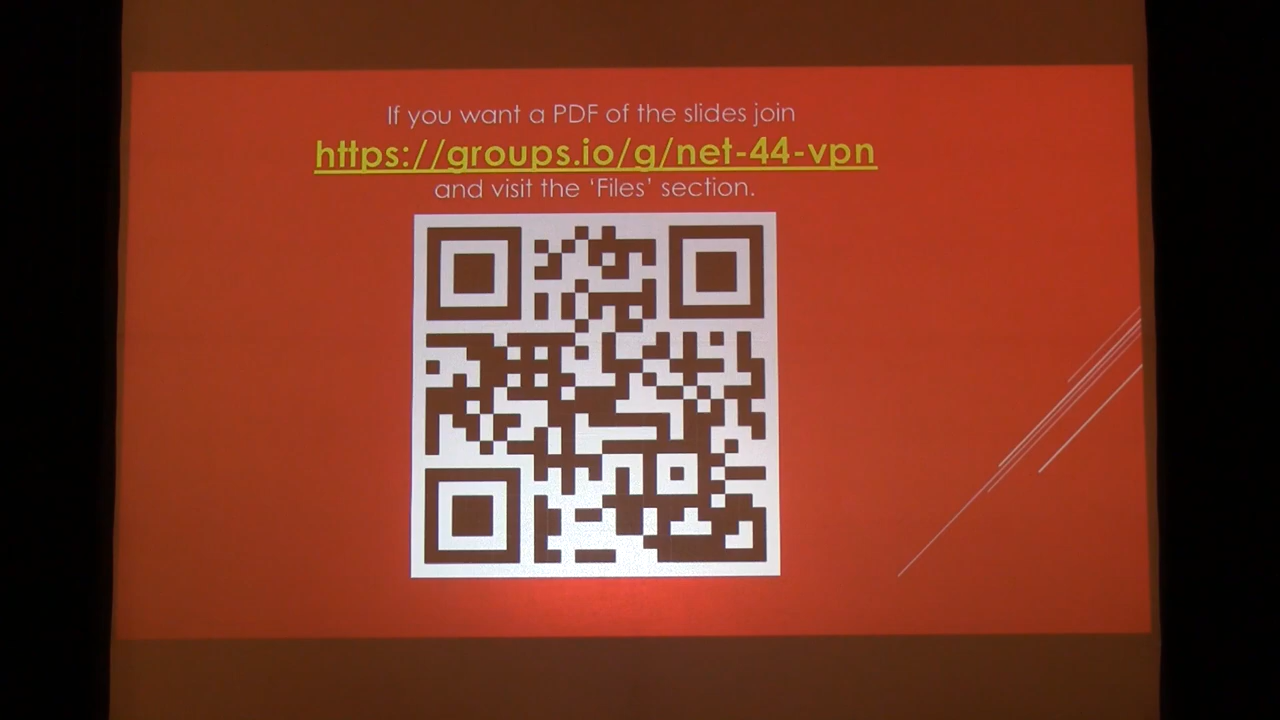 If you want a PDF of the slides join
https://groups.io/g/net-44-vpn
and visit the ‘Files’ section.